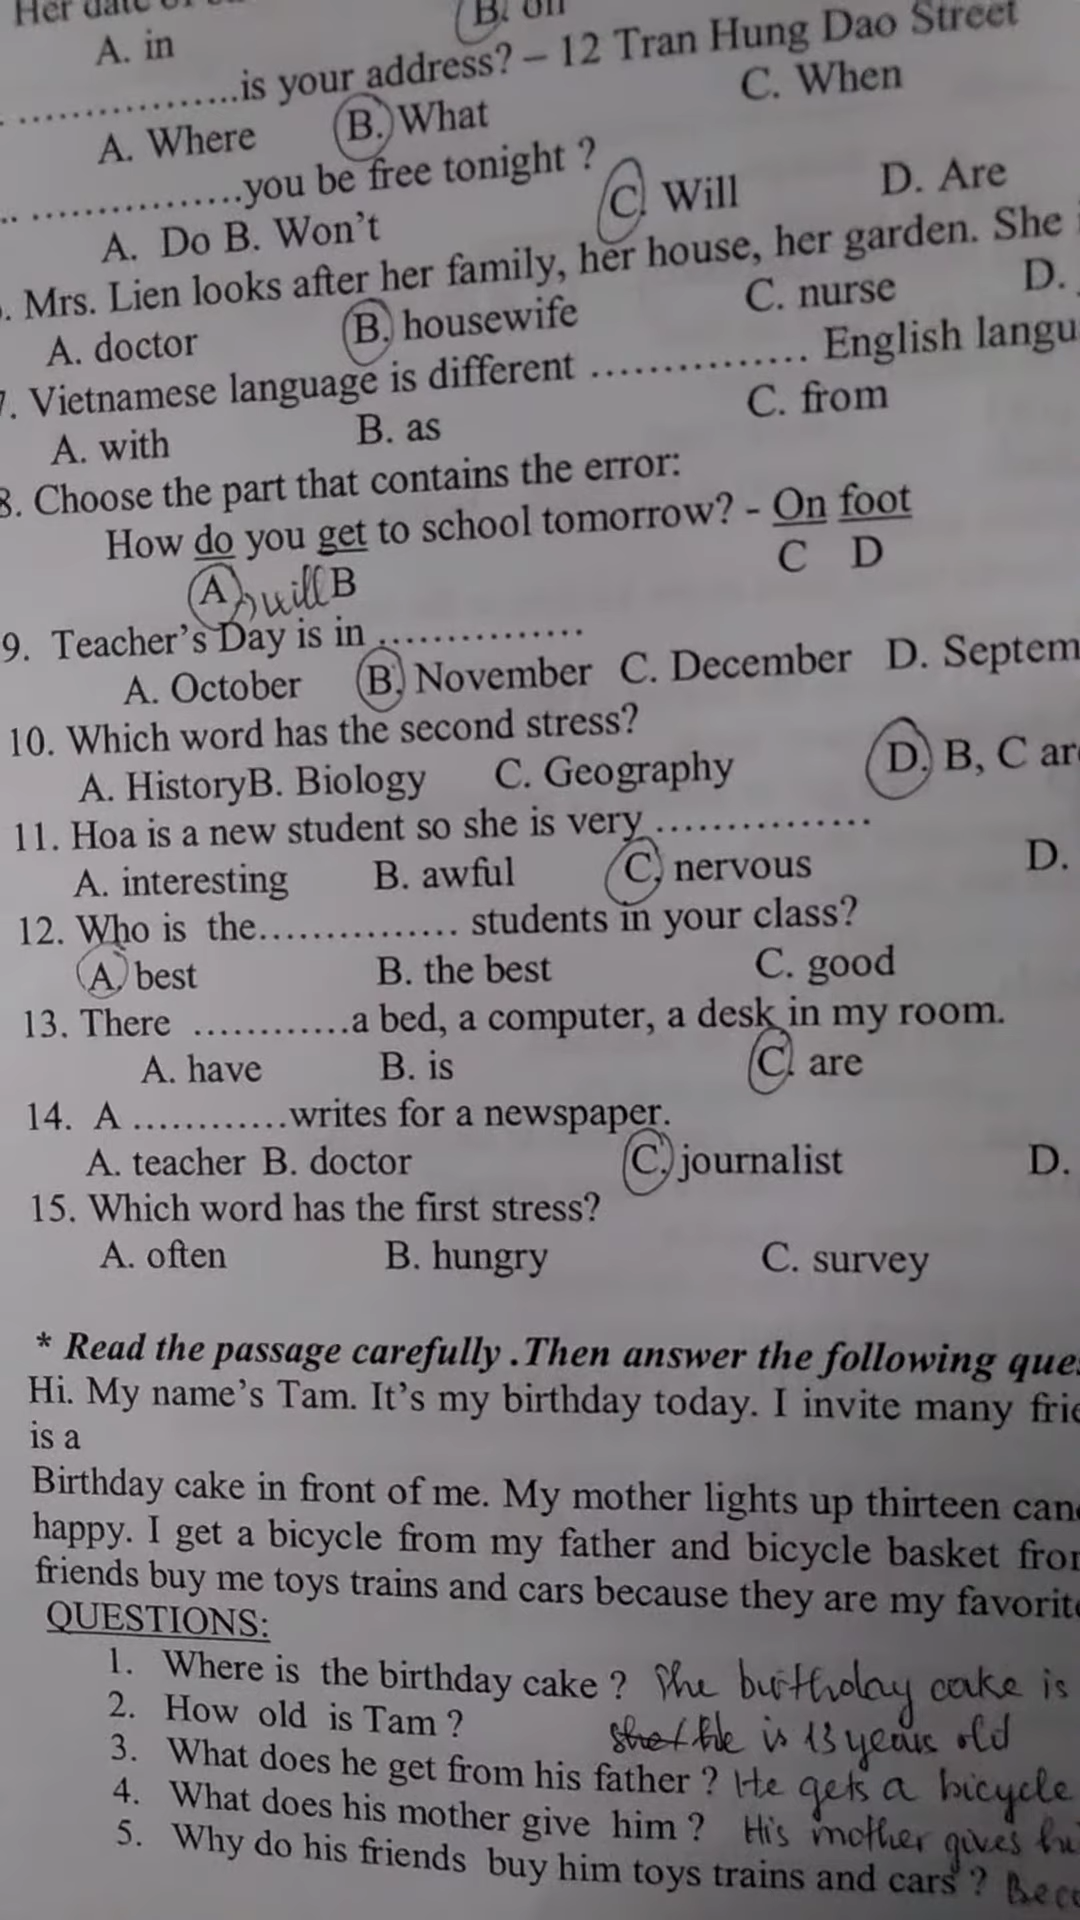 Her date of
B. on
A. in
..................is your address? – 12 Tran Hung Dao Street
A. Where B. What C. When
..................you be free tonight ?
A. Do B. Won't C. Will D. Are
. Mrs. Lien looks after her family, her house, her garden. She
A. doctor B. housewife C. nurse D.
7. Vietnamese language is different .............. English langu
A. with B. as C. from
8. Choose the part that contains the error:
How do you get to school tomorrow? - On foot
A will B C D
9. Teacher's Day is in ...............
A. October B. November C. December D. Septem
10. Which word has the second stress?
A. HistoryB. Biology C. Geography D. B, C are
11. Hoa is a new student so she is very ...............
A. interesting B. awful C. nervous D.
12. Who is the............... students in your class?
A. best B. the best C. good
13. There ............a bed, a computer, a desk in my room.
A. have B. is C. are
14. A ............writes for a newspaper.
A. teacher B. doctor C. journalist D.
15. Which word has the first stress?
A. often B. hungry C. survey
* Read the passage carefully .Then answer the following ques
Hi. My name's Tam. It's my birthday today. I invite many frie
is a
Birthday cake in front of me. My mother lights up thirteen can
happy. I get a bicycle from my father and bicycle basket from
friends buy me toys trains and cars because they are my favorite
QUESTIONS:
1. Where is the birthday cake ? The birthday cake is
2. How old is Tam ? He is 13 years old
3. What does he get from his father ? He gets a bicycle
4. What does his mother give him ? His mother gives
5. Why do his friends buy him toys trains and cars ? Beca